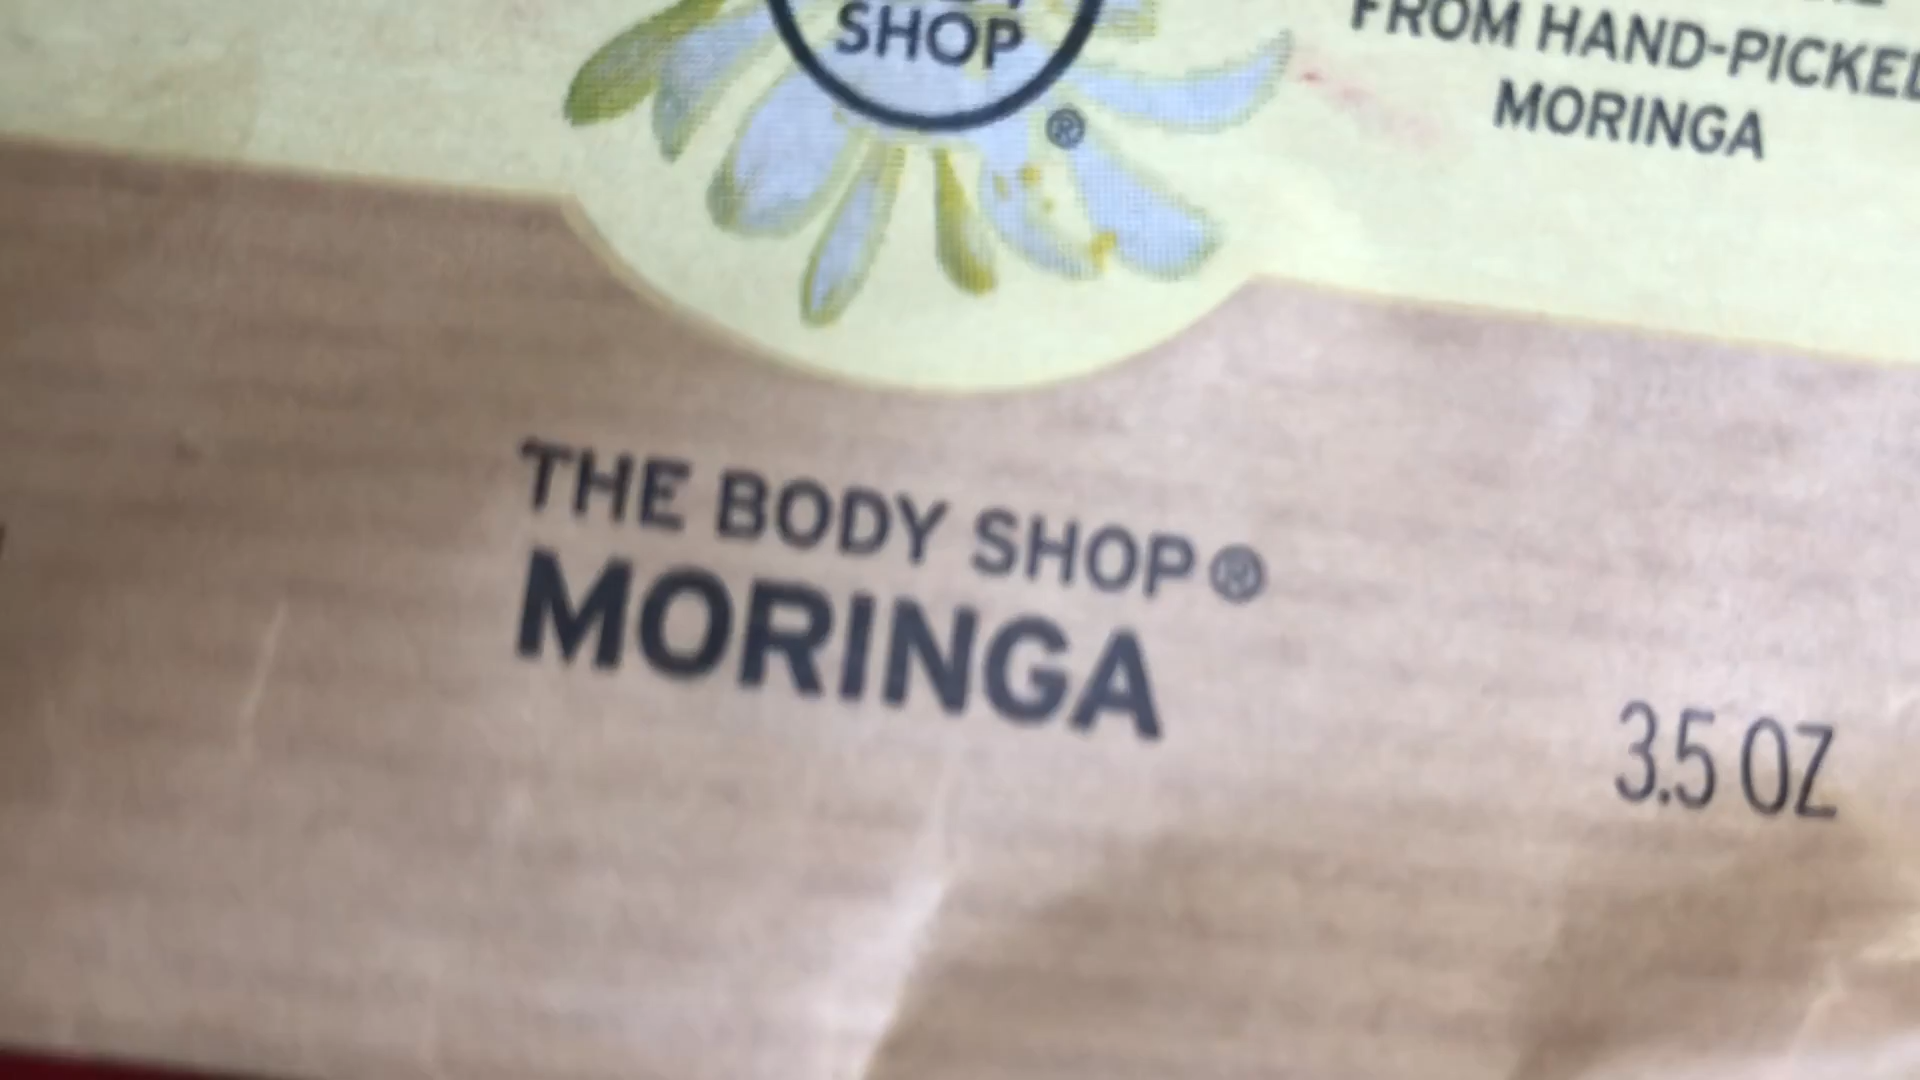 SHOP
®
FROM HAND-PICKED
MORINGA
THE BODY SHOP®
MORINGA
3.5 OZ